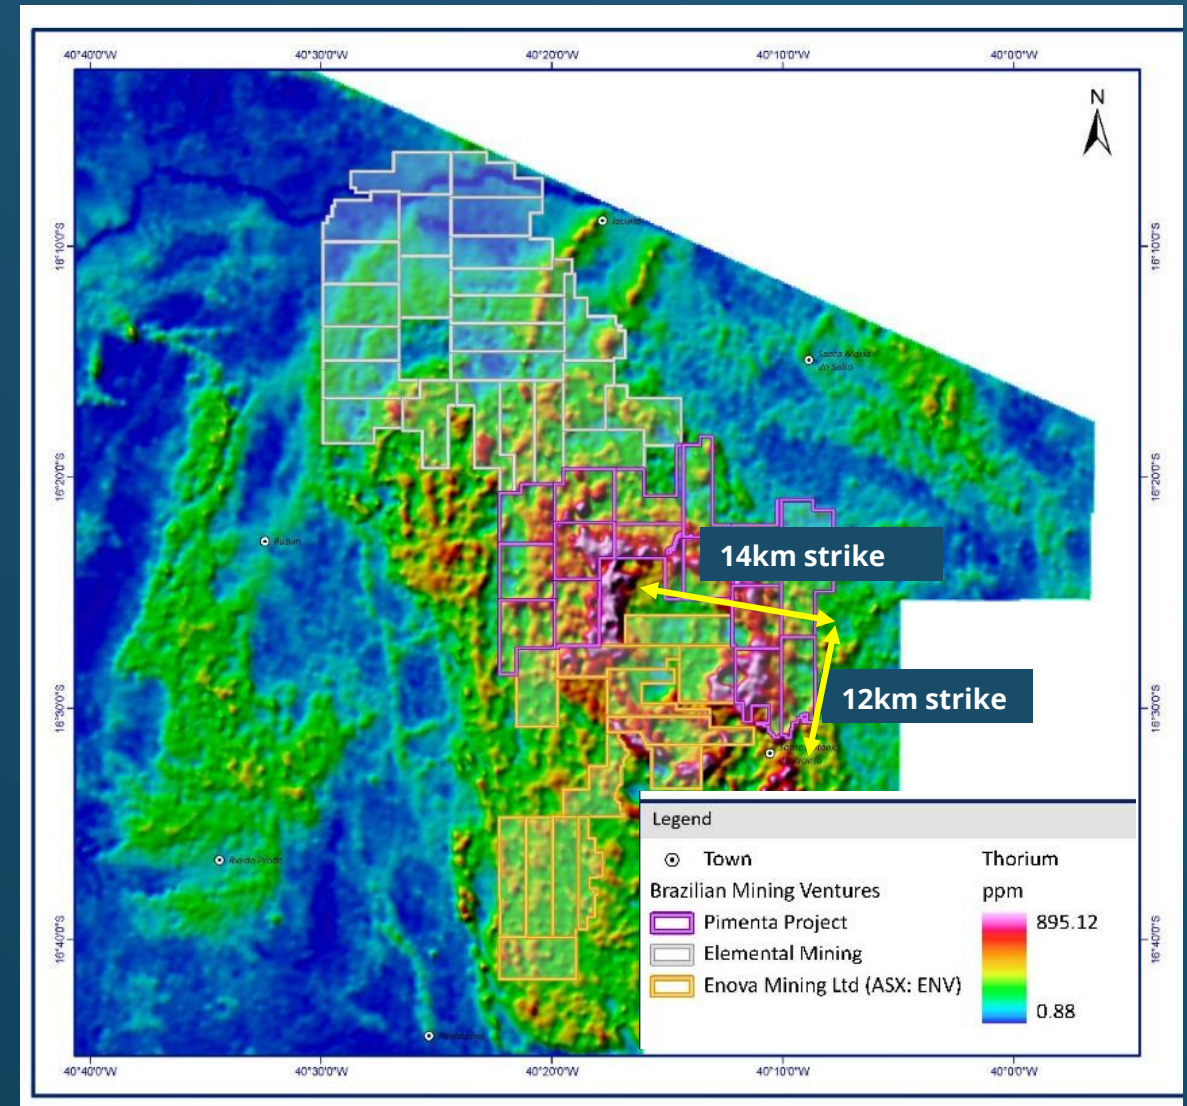 40°40'0"W 40°30'0"W 40°20'0"W 40°10'0"W 40°0'0"W
N
16°10'0"S 16°10'0"S
Santa Maria
do Salto
16°20'0"S 16°20'0"S
Rubim
14km strike
12km strike
16°30'0"S 16°30'0"S
Rio do Prado
16°40'0"S 16°40'0"S
Legend
Town
Brazilian Mining Ventures
Pimenta Project
Elemental Mining
Enova Mining Ltd (ASX: ENV)
Thorium
ppm
895.12
0.88
40°40'0"W 40°30'0"W 40°20'0"W 40°10'0"W 40°0'0"W